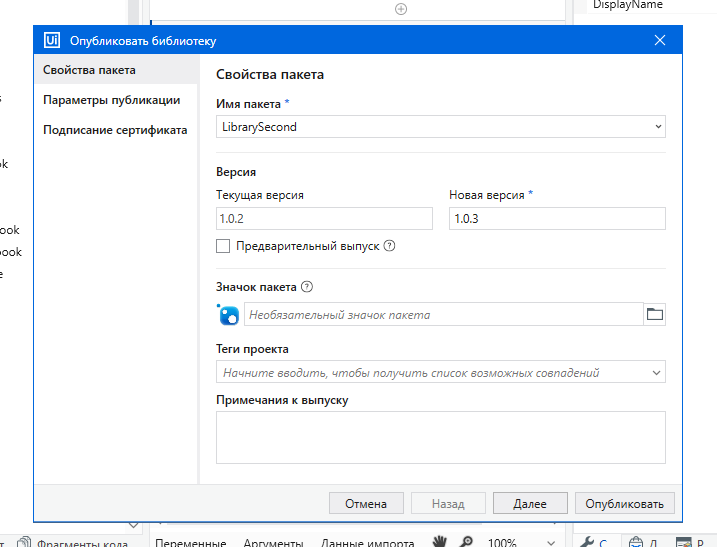 DisplayName
Ui Опубликовать библиотеку
Свойства пакета
Параметры публикации
Подписание сертификата
Свойства пакета
Имя пакета *
LibrarySecond
Версия
Текущая версия
Новая версия *
1.0.2
1.0.3
Предварительный выпуск ?
Значок пакета ?
Необязательный значок пакета
Теги проекта
Начните вводить, чтобы получить список возможных совпадений
Примечания к выпуску
Отмена
Назад
Далее
Опубликовать
ook
book
Фрагменты кода
Переменные
Аргументы
Данные импорта
100%
С
Д
Р